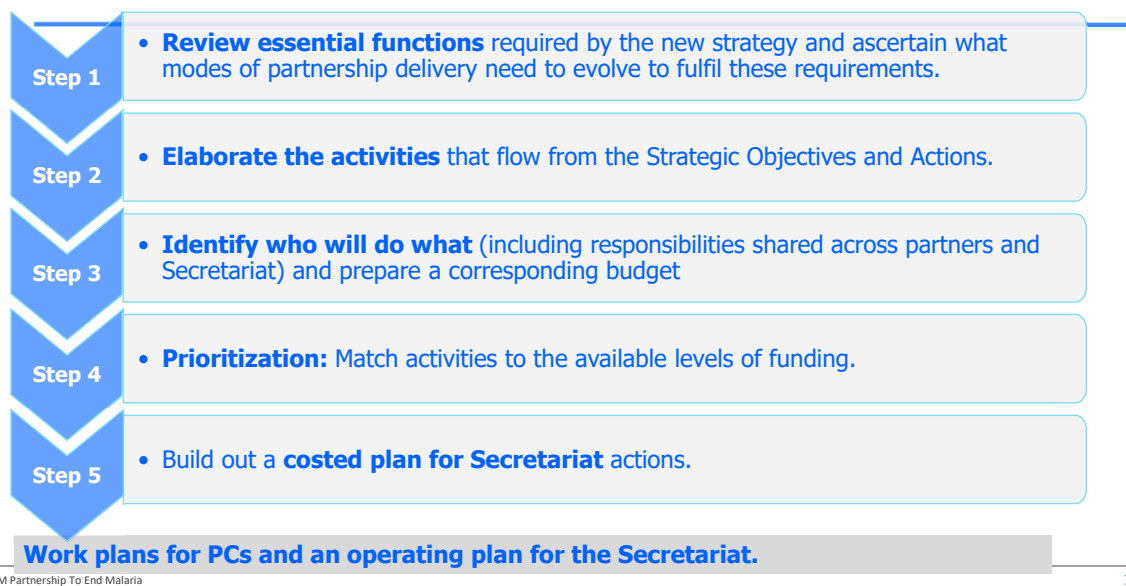 Step 1
• Review essential functions required by the new strategy and ascertain what
modes of partnership delivery need to evolve to fulfil these requirements.
Step 2
• Elaborate the activities that flow from the Strategic Objectives and Actions.
Step 3
• Identify who will do what (including responsibilities shared across partners and
Secretariat) and prepare a corresponding budget
Step 4
• Prioritization: Match activities to the available levels of funding.
Step 5
• Build out a costed plan for Secretariat actions.
Work plans for PCs and an operating plan for the Secretariat.
M Partnership To End Malaria